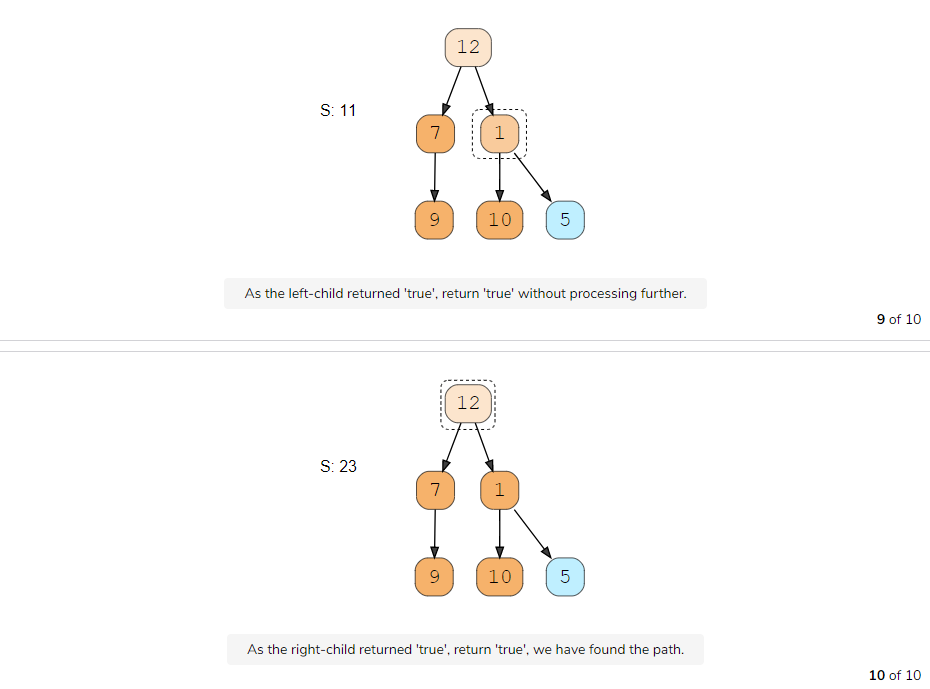 12
S: 11
7 1
9 10 5
As the left-child returned 'true', return 'true' without processing further.
9 of 10
12
S: 23
7 1
9 10 5
As the right-child returned 'true', return 'true', we have found the path.
10 of 10